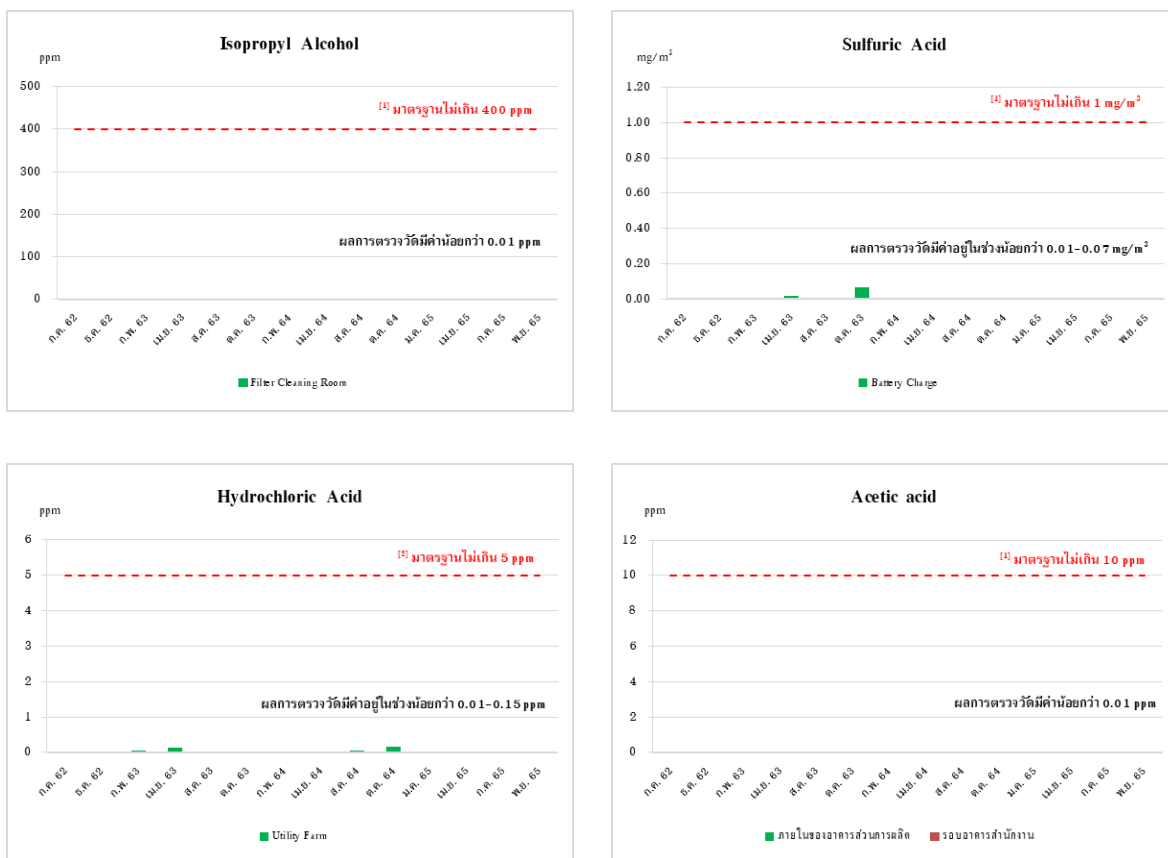 Isopropyl Alcohol
ppm
500
[1] มาตรฐานไม่เกิน 400 ppm
400
300
200
ผลการตรวจวัดมีค่าน้อยกว่า 0.01 ppm
100
0
ก.ค. 62 ธ.ค. 62 ก.พ. 63 เม.ย. 63 ส.ค. 63 ต.ค. 63 ก.พ. 64 เม.ย. 64 ส.ค. 64 ต.ค. 64 ม.ค. 65 เม.ย. 65 ก.ค. 65 พ.ย. 65
Filter Cleaning Room
Sulfuric Acid
mg/m³
1.20
[1] มาตรฐานไม่เกิน 1 mg/m³
1.00
0.80
0.60
0.40
ผลการตรวจวัดมีค่าอยู่ในช่วงน้อยกว่า 0.01-0.07 mg/m³
0.20
0.00
ก.ค. 62 ธ.ค. 62 ก.พ. 63 เม.ย. 63 ส.ค. 63 ต.ค. 63 ก.พ. 64 เม.ย. 64 ส.ค. 64 ต.ค. 64 ม.ค. 65 เม.ย. 65 ก.ค. 65 พ.ย. 65
Battery Charge
Hydrochloric Acid
ppm
6
[2] มาตรฐานไม่เกิน 5 ppm
5
4
3
2
ผลการตรวจวัดมีค่าอยู่ในช่วงน้อยกว่า 0.01-0.15 ppm
1
0
ก.ค. 62 ธ.ค. 62 ก.พ. 63 เม.ย. 63 ส.ค. 63 ต.ค. 63 ก.พ. 64 เม.ย. 64 ส.ค. 64 ต.ค. 64 ม.ค. 65 เม.ย. 65 ก.ค. 65 พ.ย. 65
Utility Farm
Acetic acid
ppm
12
[1] มาตรฐานไม่เกิน 10 ppm
10
8
6
4
ผลการตรวจวัดมีค่าน้อยกว่า 0.01 ppm
2
0
ก.ค. 62 ธ.ค. 62 ก.พ. 63 เม.ย. 63 ส.ค. 63 ต.ค. 63 ก.พ. 64 เม.ย. 64 ส.ค. 64 ต.ค. 64 ม.ค. 65 เม.ย. 65 ก.ค. 65 พ.ย. 65
ภายในของอาคารส่วนการผลิต รอบอาคารสำนักงาน